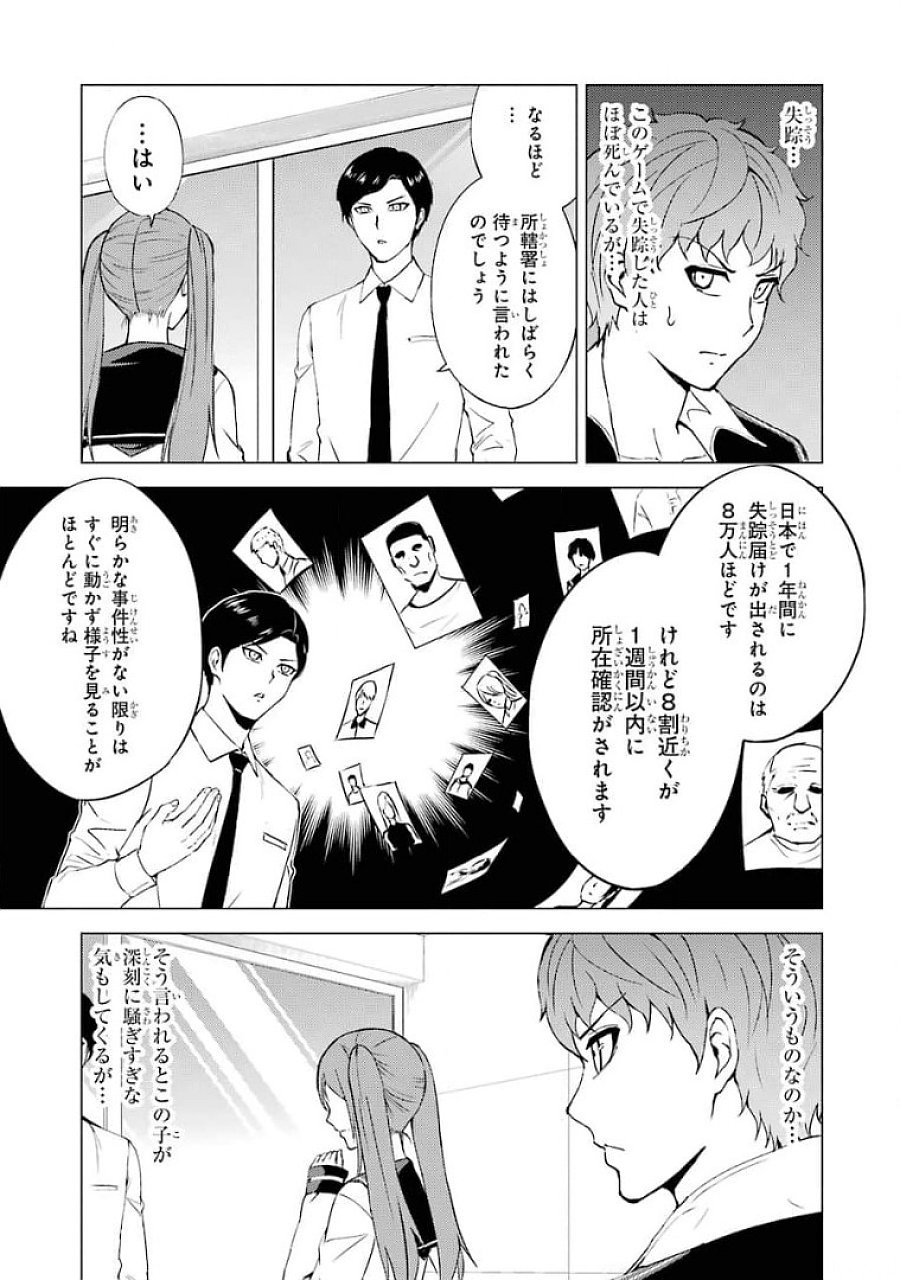 失踪…
このゲームで失踪した人は
ほぼ死んでいるが…
なるほど
…
所轄署にはしばらく
待つように言われた
のでしょう
…はい
日本で1年間に
失踪届けが出されるのは
8万人ほどです
けれど8割近くが
1週間以内に
所在確認がされます
明らかな事件性がない限りは
すぐに動かず様子を見ることが
ほとんどですね
そういうものなのか…
そう言われるとこの子が
深刻に騒ぎすぎな
気もしてくるが…